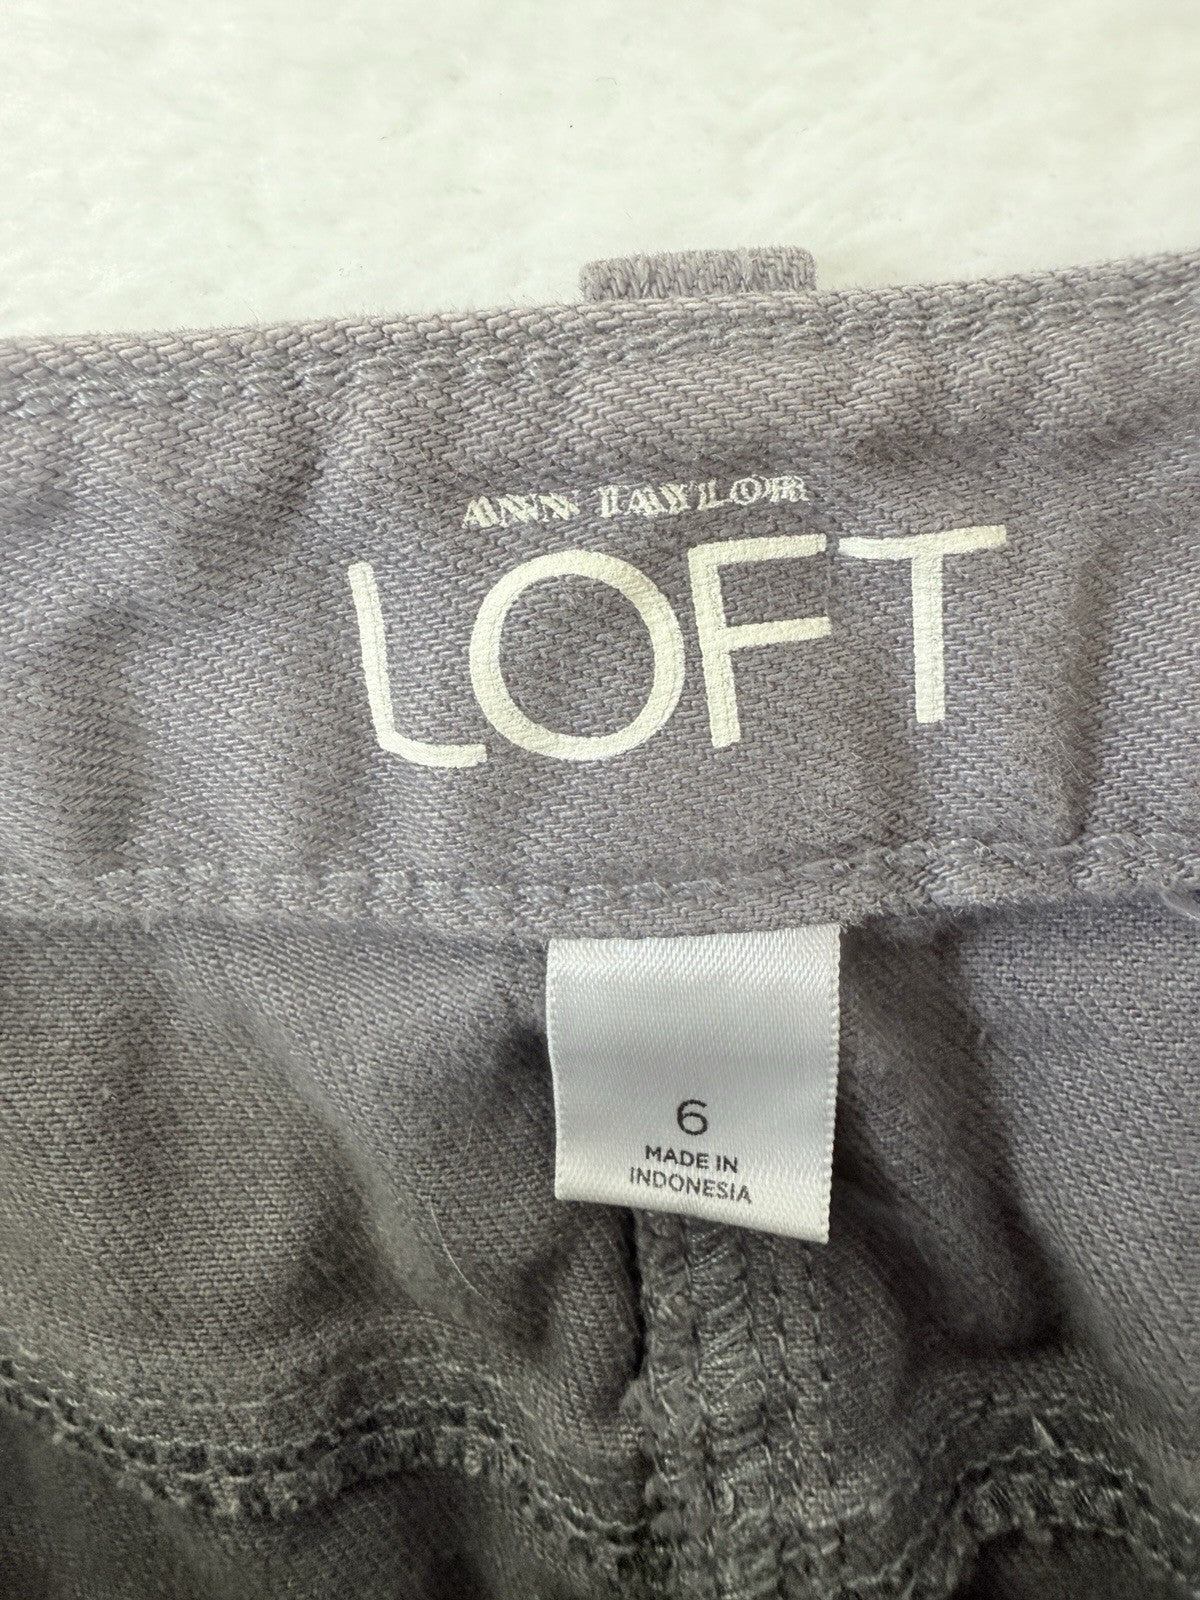 ANN TAYLOR
LOFT
6
MADE IN
INDONESIA